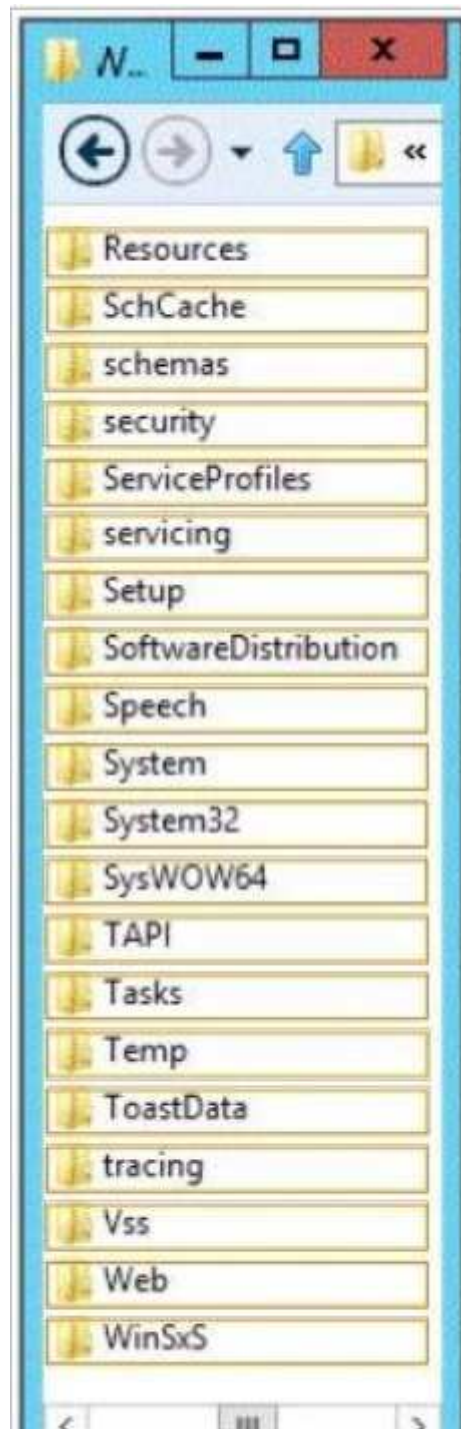 N...
«
Resources
SchCache
schemas
security
ServiceProfiles
servicing
Setup
SoftwareDistribution
Speech
System
System32
SysWOW64
TAPI
Tasks
Temp
ToastData
tracing
Vss
Web
WinSxS